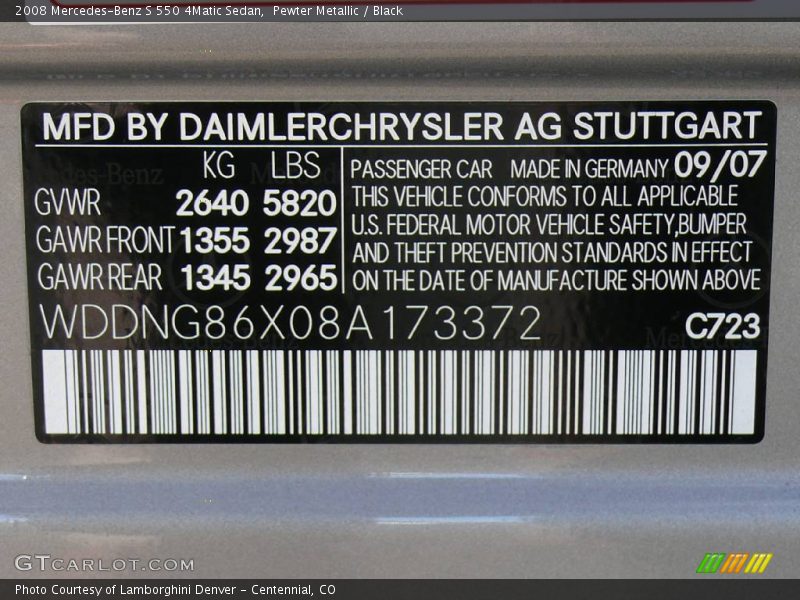 2008 Mercedes-Benz S 550 4Matic Sedan,  Pewter Metallic / Black
MFD BY DAIMLERCHRYSLER AG STUTTGART
KG LBS
GVWR 2640 5820
GAWR FRONT 1355 2987
GAWR REAR 1345 2965
PASSENGER CAR MADE IN GERMANY 09/07
THIS VEHICLE CONFORMS TO ALL APPLICABLE
U.S. FEDERAL MOTOR VEHICLE SAFETY,BUMPER
AND THEFT PREVENTION STANDARDS IN EFFECT
ON THE DATE OF MANUFACTURE SHOWN ABOVE
WDDNG86X08A173372 C723
GTCARLOT.COM
Photo Courtesy of Lamborghini Denver - Centennial, CO